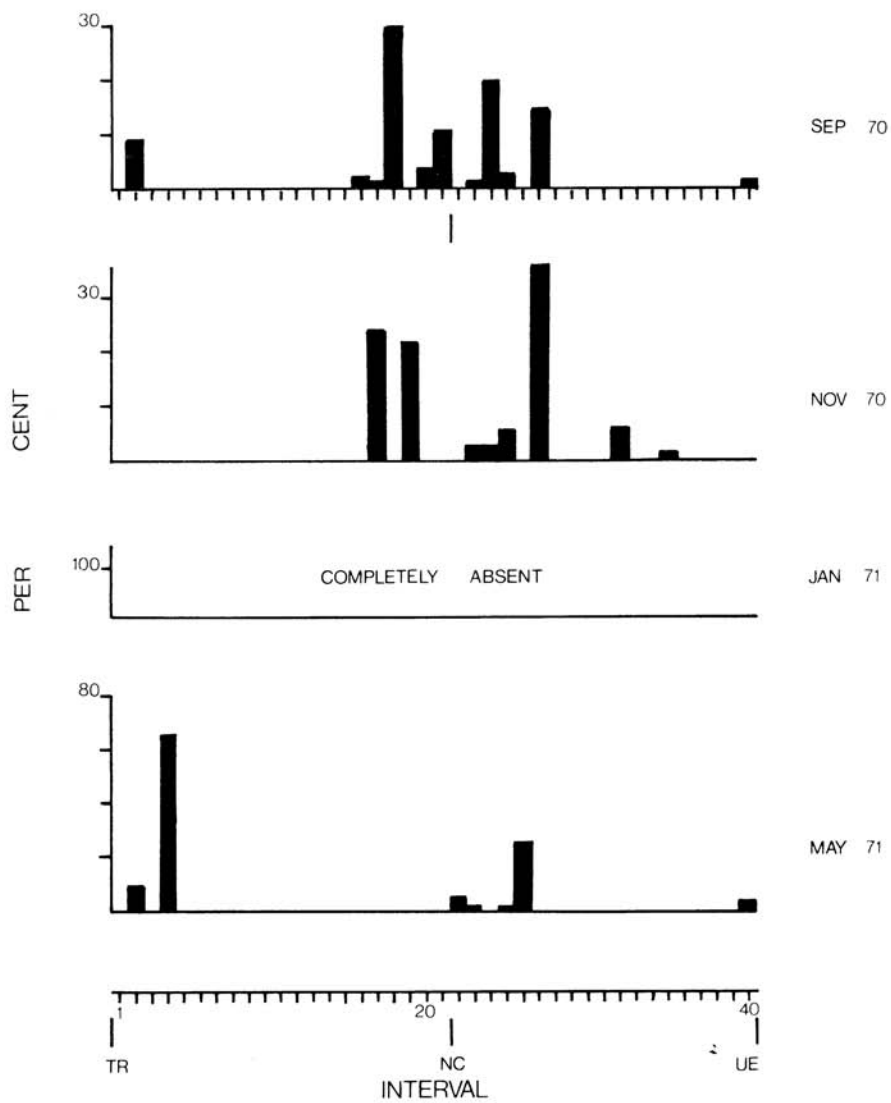 30
SEP 70
30
NOV 70
CENT
100
COMPLETELY ABSENT
JAN 71
PER
80
MAY 71
1 20 40
TR NC UE
INTERVAL